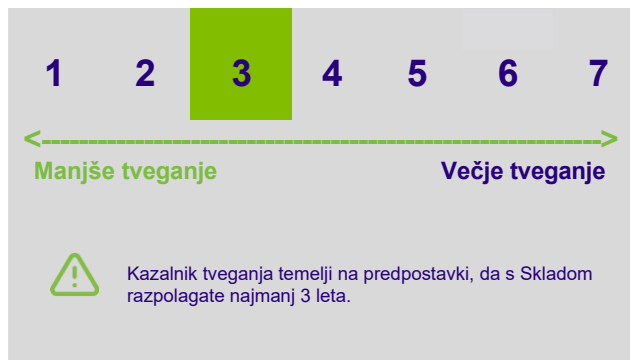 1 2 3 4 5 6 7
<----------------------------------------------------------------->
Manjše tveganje Večje tveganje
Kazalnik tveganja temelji na predpostavki, da s Skladom
razpolagate najmanj 3 leta.